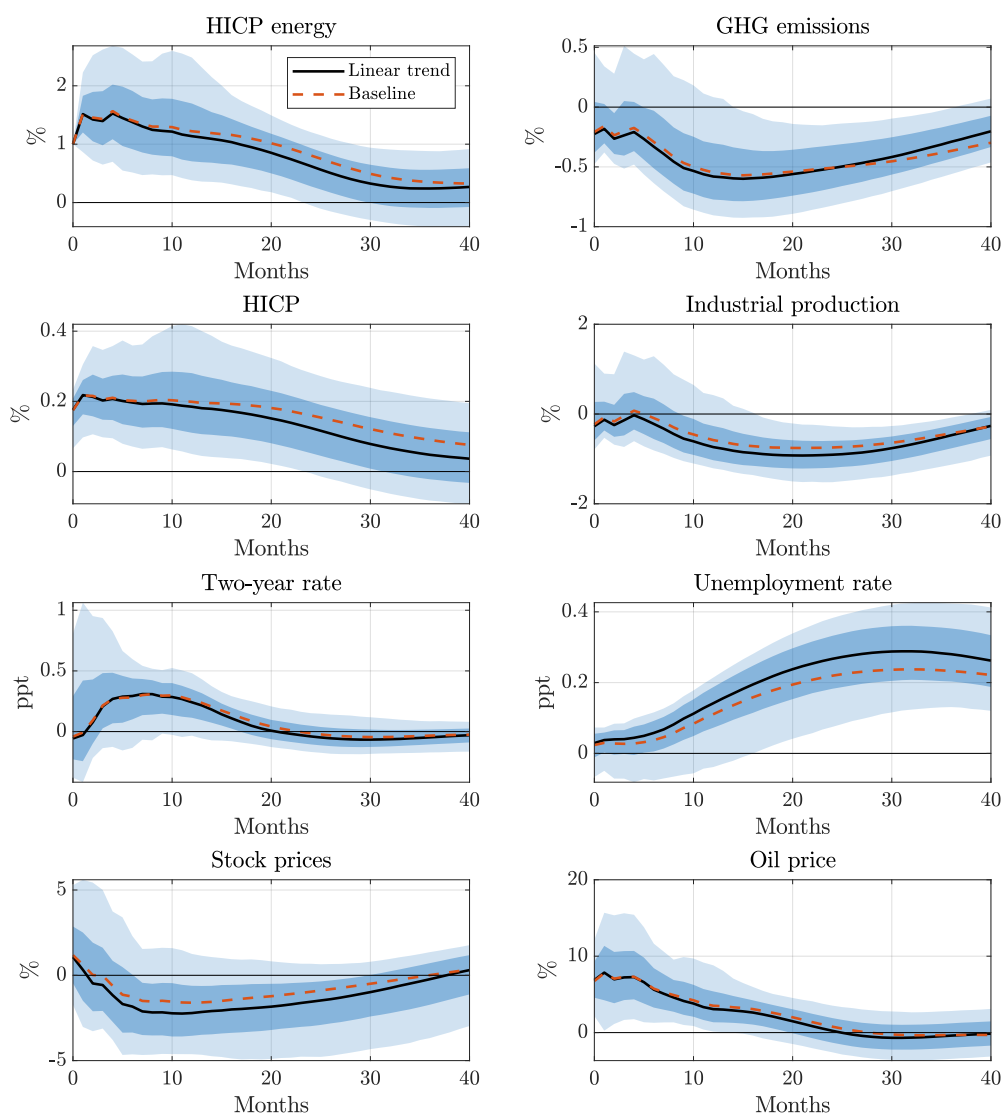 HICP energy
2
1
0
%
Linear trend
Baseline
0 10 20 30 40
Months
GHG emissions
0.5
0
-0.5
-1
%
0 10 20 30 40
Months
HICP
0.4
0.2
0
%
0 10 20 30 40
Months
Industrial production
2
0
-2
%
0 10 20 30 40
Months
Two-year rate
1
0.5
0
ppt
0 10 20 30 40
Months
Unemployment rate
0.4
0.2
0
ppt
0 10 20 30 40
Months
Stock prices
5
0
-5
%
0 10 20 30 40
Months
Oil price
20
10
0
%
0 10 20 30 40
Months